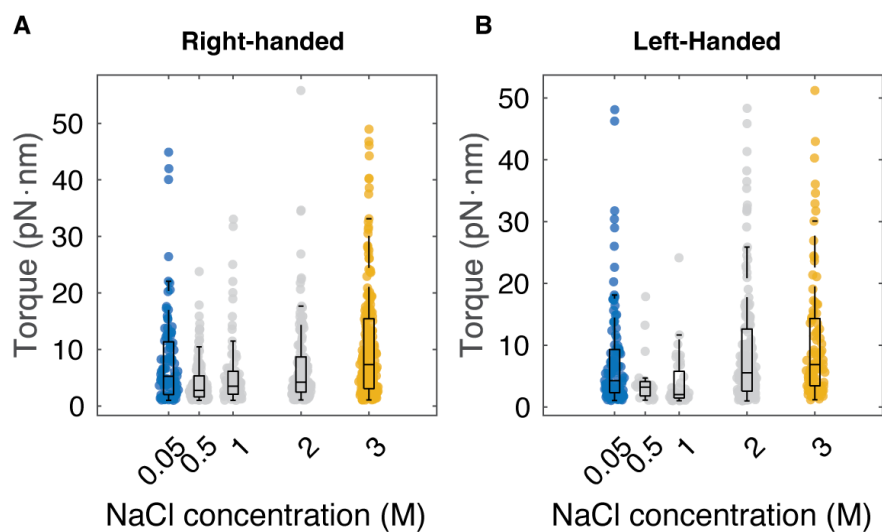 A
Right-handed
Torque (pN·nm)
50
40
30
20
10
0
0.05
0.5
1
2
3
NaCl concentration (M)
B
Left-Handed
Torque (pN·nm)
50
40
30
20
10
0
0.05
0.5
1
2
3
NaCl concentration (M)